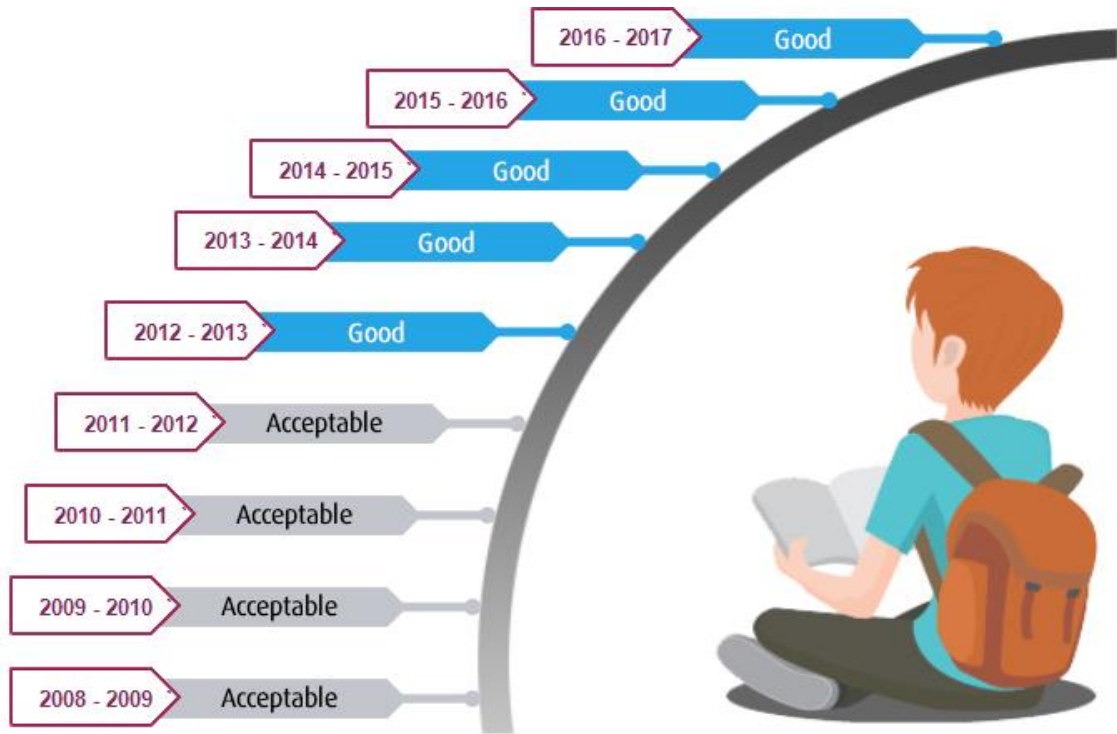 2016 - 2017 Good
2015 - 2016 Good
2014 - 2015 Good
2013 - 2014 Good
2012 - 2013 Good
2011 - 2012 Acceptable
2010 - 2011 Acceptable
2009 - 2010 Acceptable
2008 - 2009 Acceptable